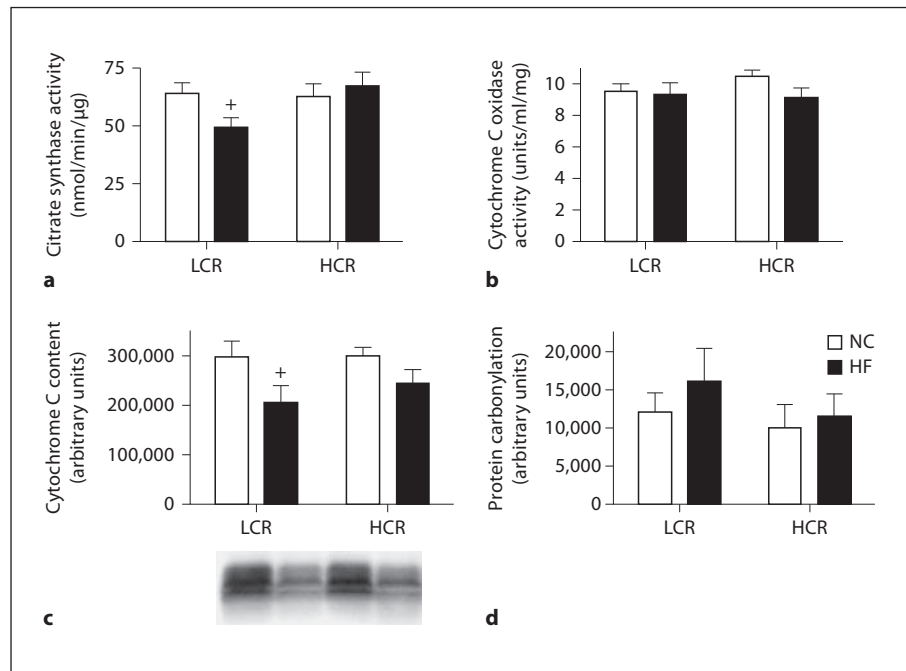 Citrate synthase activity
(nmol/min/µg)
75
50
25
0
+
LCR
HCR
a
Cytochrome C oxidase
activity (units/ml/mg)
10
8
6
4
2
0
LCR
HCR
b
Cytochrome C content
(arbitrary units)
300,000
200,000
100,000
0
+
LCR
HCR
c
Protein carbonylation
(arbitrary units)
20,000
15,000
10,000
5,000
0
NC
HF
LCR
HCR
d